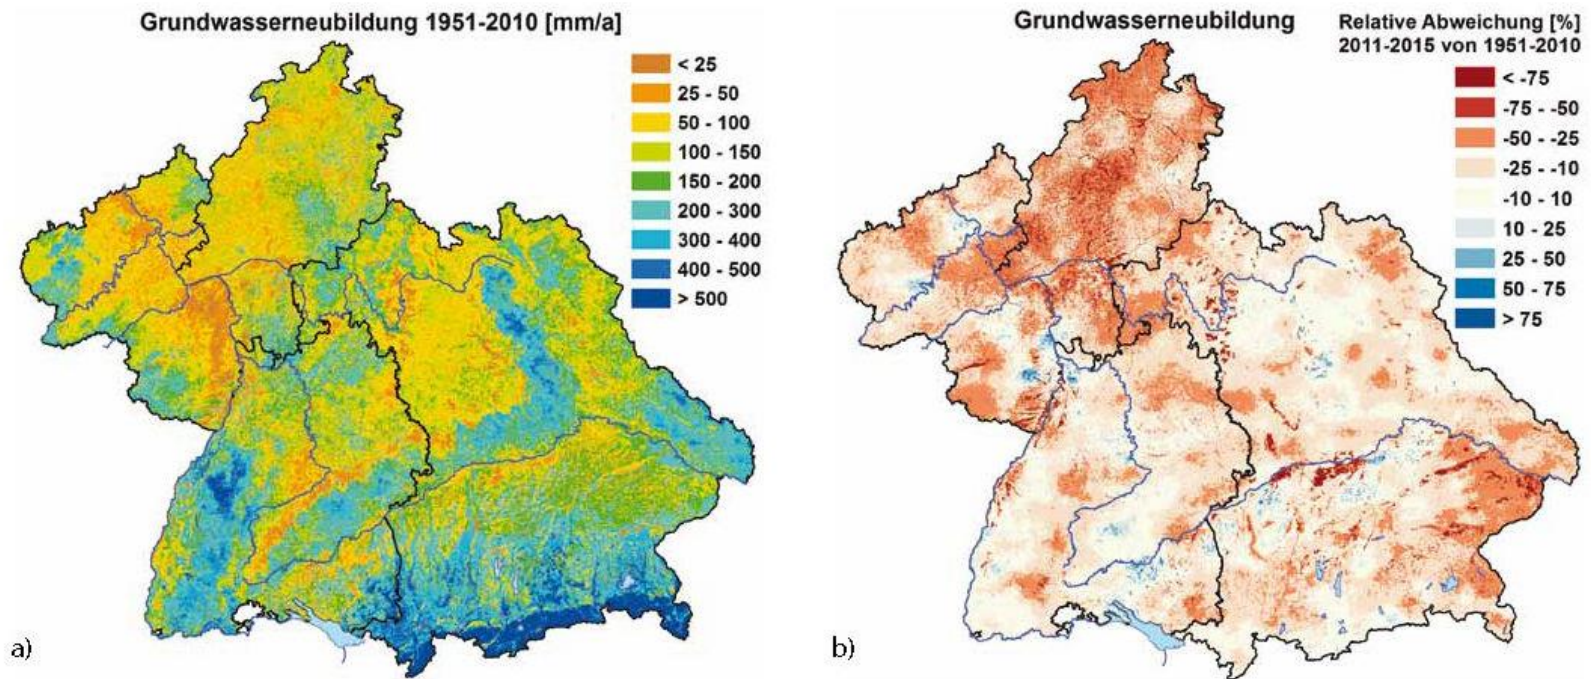 Grundwasserneubildung 1951-2010 [mm/a]
< 25
25 - 50
50 - 100
100 - 150
150 - 200
200 - 300
300 - 400
400 - 500
> 500
a)
Grundwasserneubildung
Relative Abweichung [%]
2011-2015 von 1951-2010
< -75
-75 - -50
-50 - -25
-25 - -10
-10 - 10
10 - 25
25 - 50
50 - 75
> 75
b)